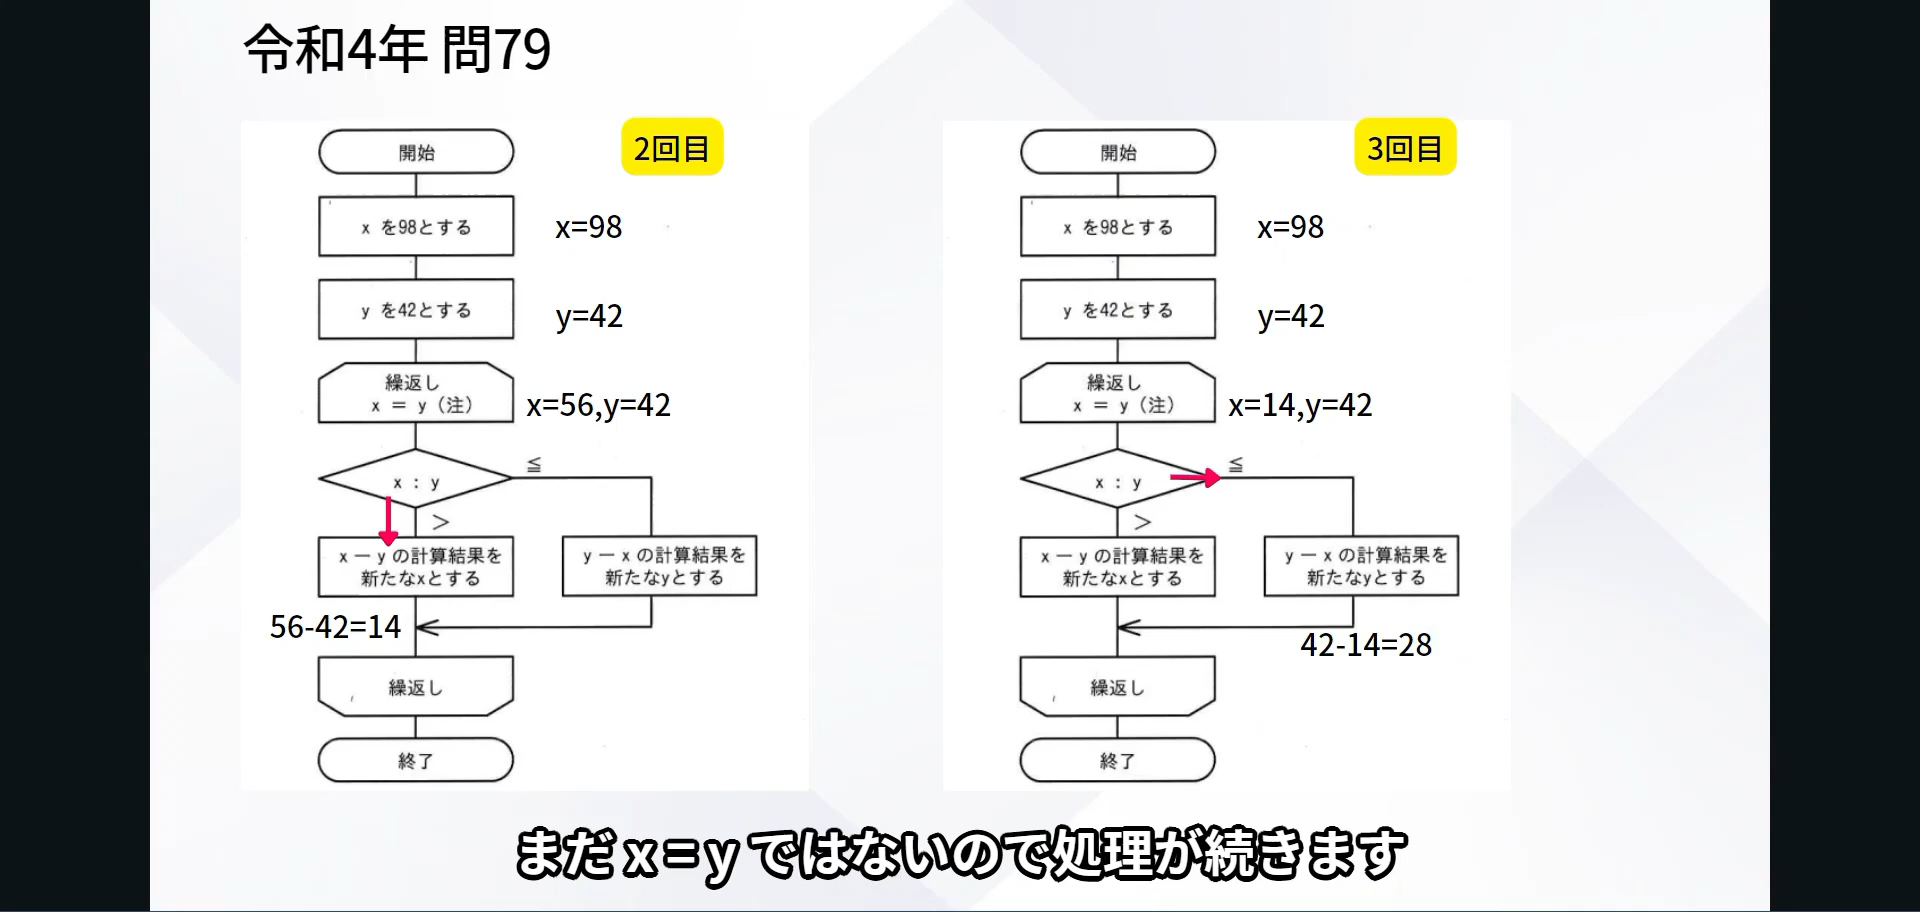 令和4年 問79
2回目
開始
x を98とする
x=98
y を42とする
y=42
繰返し
x = y（注）
x=56,y=42
≦
x : y
＞
x － y の計算結果を
新たなxとする
y － x の計算結果を
新たなyとする
56-42=14
繰返し
終了
3回目
開始
x を98とする
x=98
y を42とする
y=42
繰返し
x = y（注）
x=14,y=42
≦
x : y
＞
x － y の計算結果を
新たなxとする
y － x の計算結果を
新たなyとする
42-14=28
繰返し
終了
まだ x = y ではないので処理が続きます